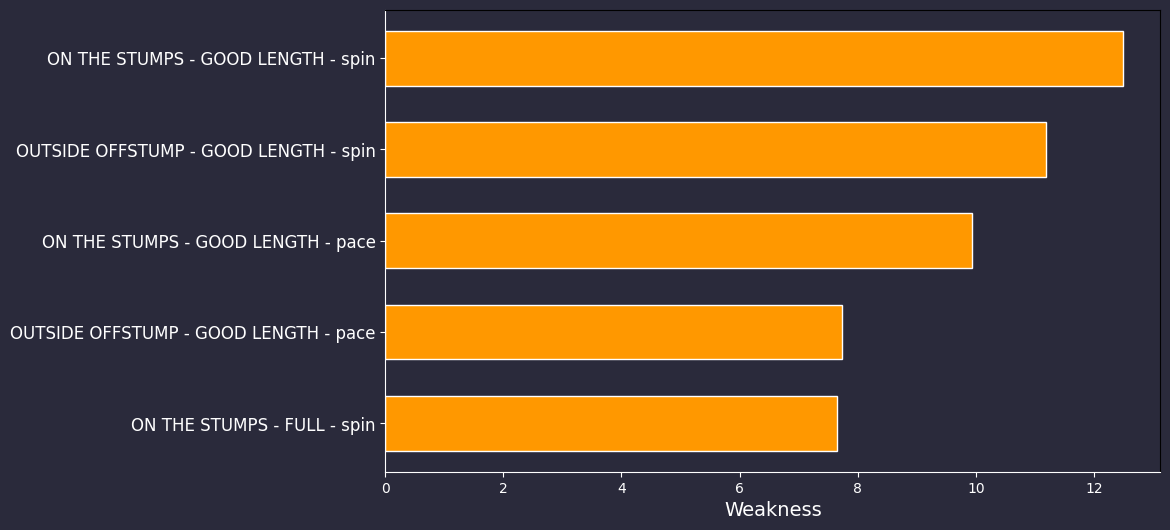 ON THE STUMPS - GOOD LENGTH - spin
OUTSIDE OFFSTUMP - GOOD LENGTH - spin
ON THE STUMPS - GOOD LENGTH - pace
OUTSIDE OFFSTUMP - GOOD LENGTH - pace
ON THE STUMPS - FULL - spin
0 2 4 6 8 10 12
Weakness